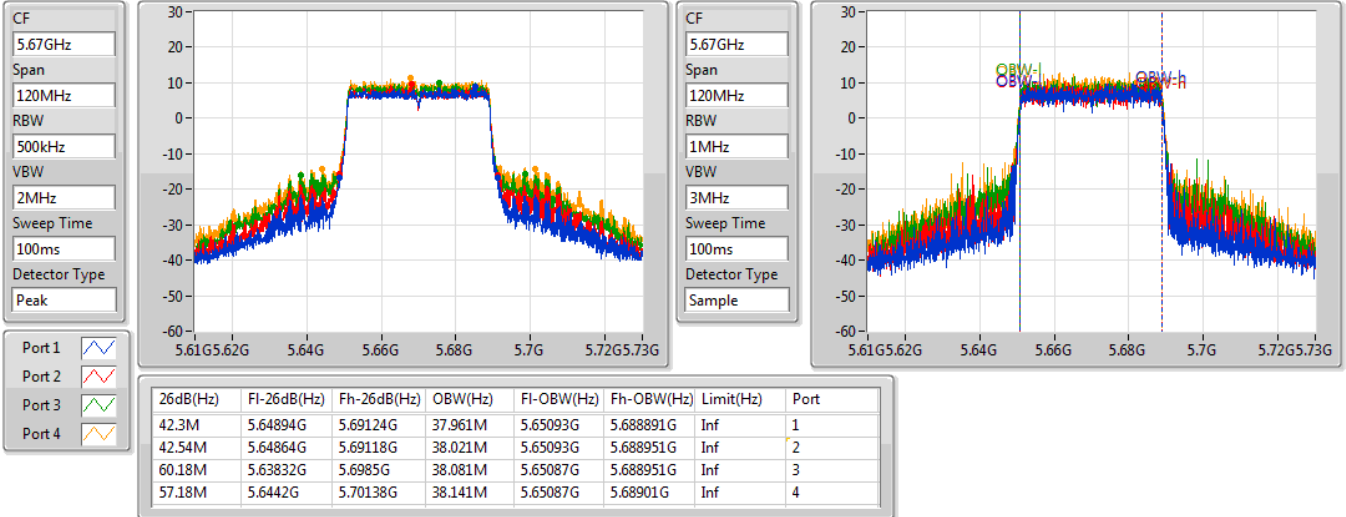 CF
5.67GHz
Span
120MHz
RBW
500kHz
VBW
2MHz
Sweep Time
100ms
Detector Type
Peak
30
20
10
0
-10
-20
-30
-40
-50
-60
5.61G 5.62G 5.64G 5.66G 5.68G 5.7G 5.72G 5.73G
CF
5.67GHz
Span
120MHz
RBW
1MHz
VBW
3MHz
Sweep Time
100ms
Detector Type
Sample
30
20
10
0
-10
-20
-30
-40
-50
-60
OBW-l
OBW-h
5.61G 5.62G 5.64G 5.66G 5.68G 5.7G 5.72G 5.73G
Port 1
Port 2
Port 3
Port 4
26dB(Hz) Fl-26dB(Hz) Fh-26dB(Hz) OBW(Hz) Fl-OBW(Hz) Fh-OBW(Hz) Limit(Hz) Port
42.3M 5.64894G 5.69124G 37.961M 5.65093G 5.688891G Inf 1
42.54M 5.64864G 5.69118G 38.021M 5.65093G 5.688951G Inf 2
60.18M 5.63832G 5.6985G 38.081M 5.65087G 5.688951G Inf 3
57.18M 5.6442G 5.70138G 38.141M 5.65087G 5.68901G Inf 4